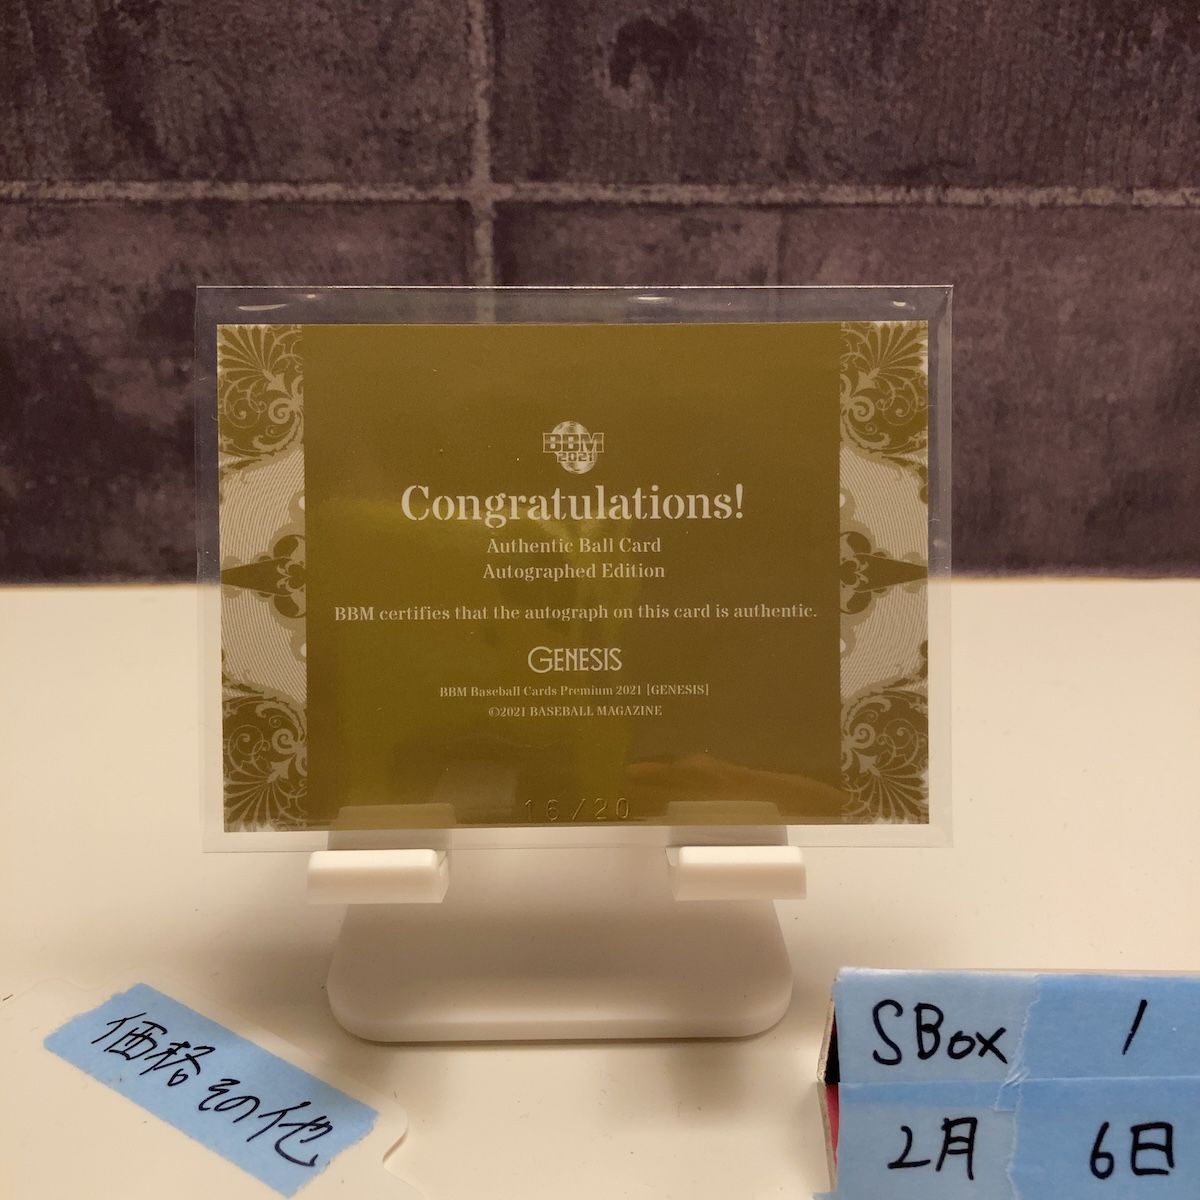 BBM
2021
Congratulations!
Authentic Ball Card
Autographed Edition
BBM certifies that the autograph on this card is authentic.
GENESIS
BBM Baseball Cards Premium 2021 [GENESIS]
©2021 BASEBALL MAGAZINE
16/20
価格その他
SBox 1
2月 6日